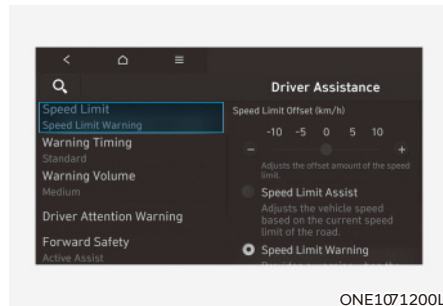 Driver Assistance
Speed Limit
Speed Limit Warning
Warning Timing
Standard
Warning Volume
Medium
Driver Attention Warning
Forward Safety
Active Assist
Speed Limit Offset (km/h)
-10 -5 0 5 10
− +
Adjusts the offset amount of the speed
limit.
Speed Limit Assist
Adjusts the vehicle speed
based on the current speed
limit of the road.
Speed Limit Warning
ONE1071200L